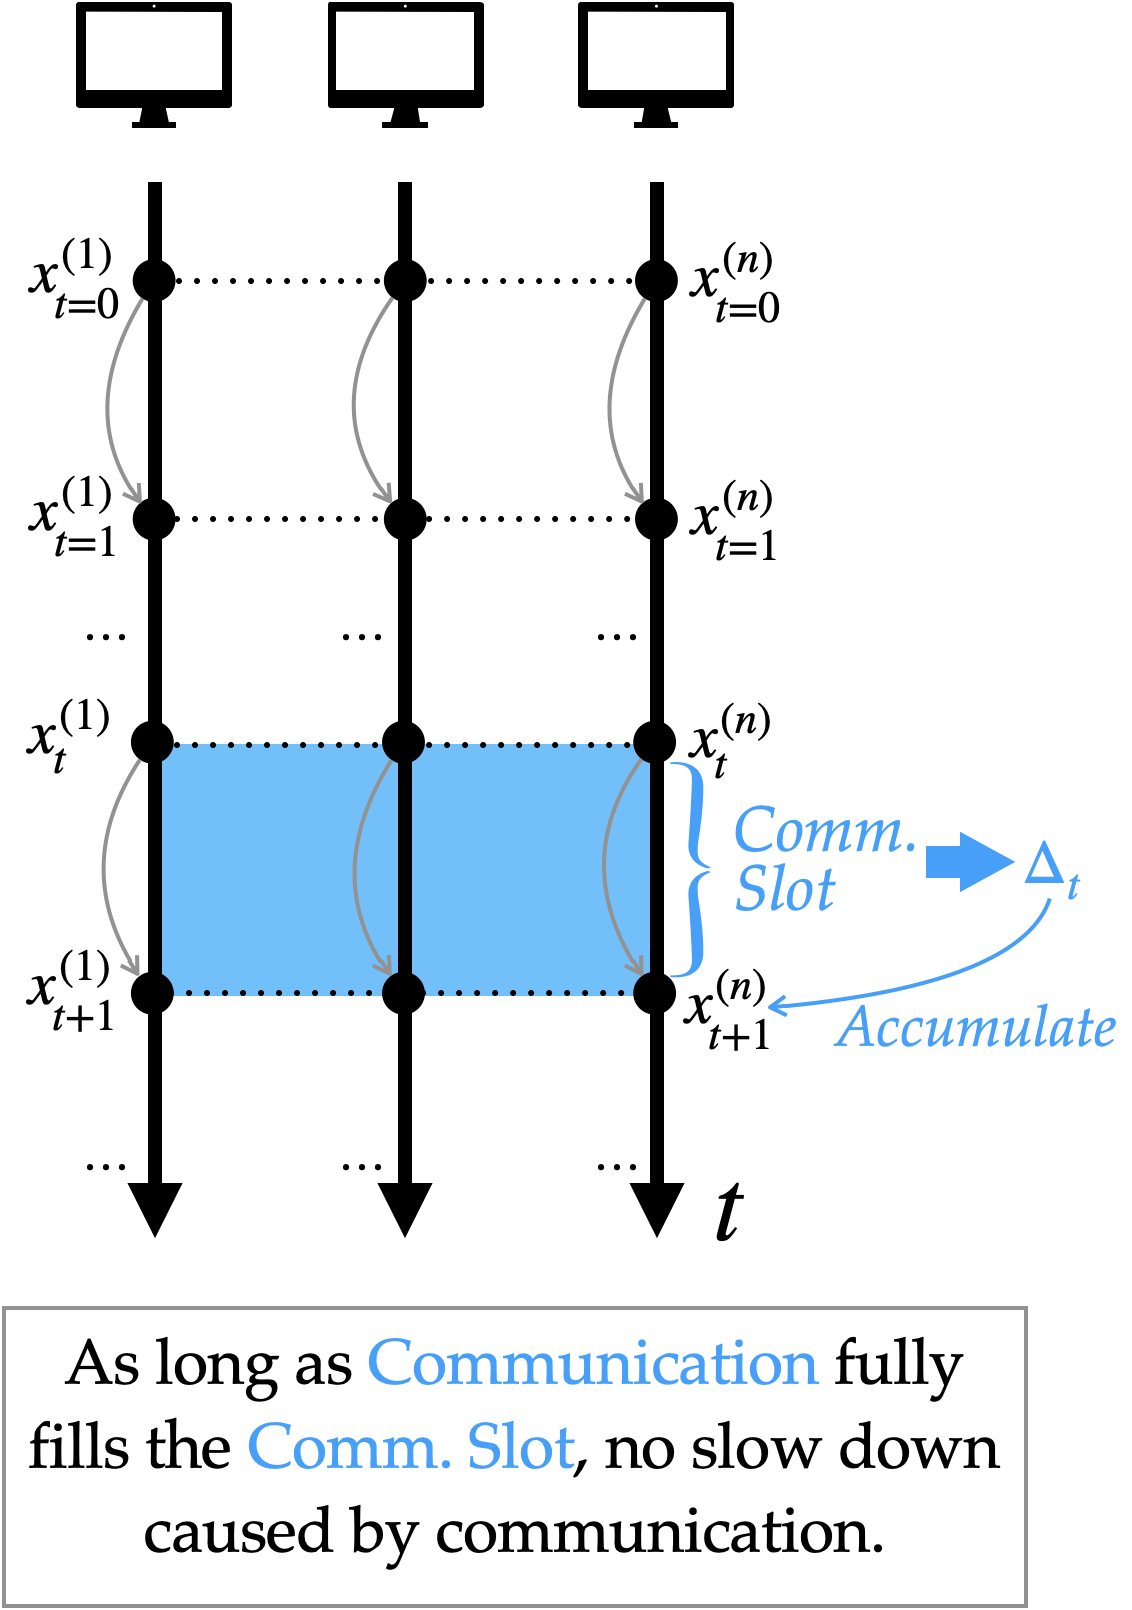 x_{t=0}^{(1)} x_{t=0}^{(n)}
x_{t=1}^{(1)} x_{t=1}^{(n)}
... ... ...
x_t^{(1)} x_t^{(n)}
Comm.
Slot
Δ_t
x_{t+1}^{(1)} x_{t+1}^{(n)}
Accumulate
... ... ...
t
As long as Communication fully
fills the Comm. Slot, no slow down
caused by communication.